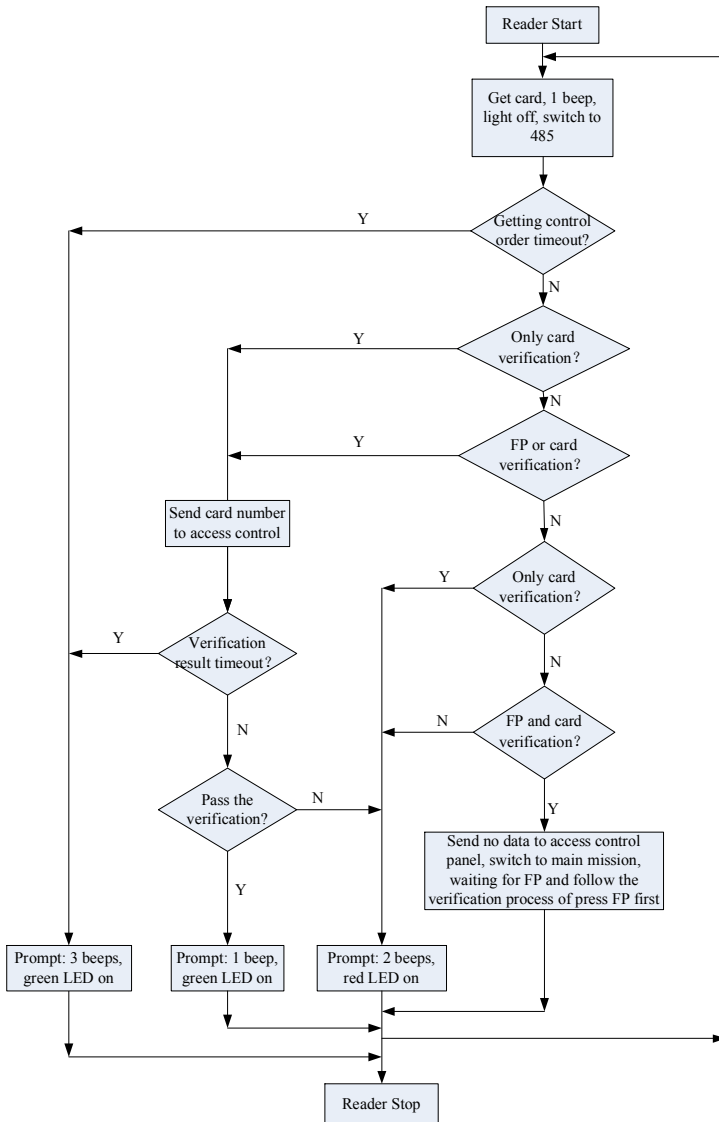 Reader Start
Get card, 1 beep,
light off, switch to
485
Y
Getting control
order timeout?
N
Y
Only card
verification?
N
Y
FP or card
verification?
N
Send card number
to access control
Y
Only card
verification?
N
Y
Verification
result timeout?
N
N
FP and card
verification?
Y
Pass the
verification?
N
Y
Send no data to access control
panel, switch to main mission,
waiting for FP and follow the
verification process of press FP first
Prompt: 3 beeps,
green LED on
Prompt: 1 beep,
green LED on
Prompt: 2 beeps,
red LED on
Reader Stop